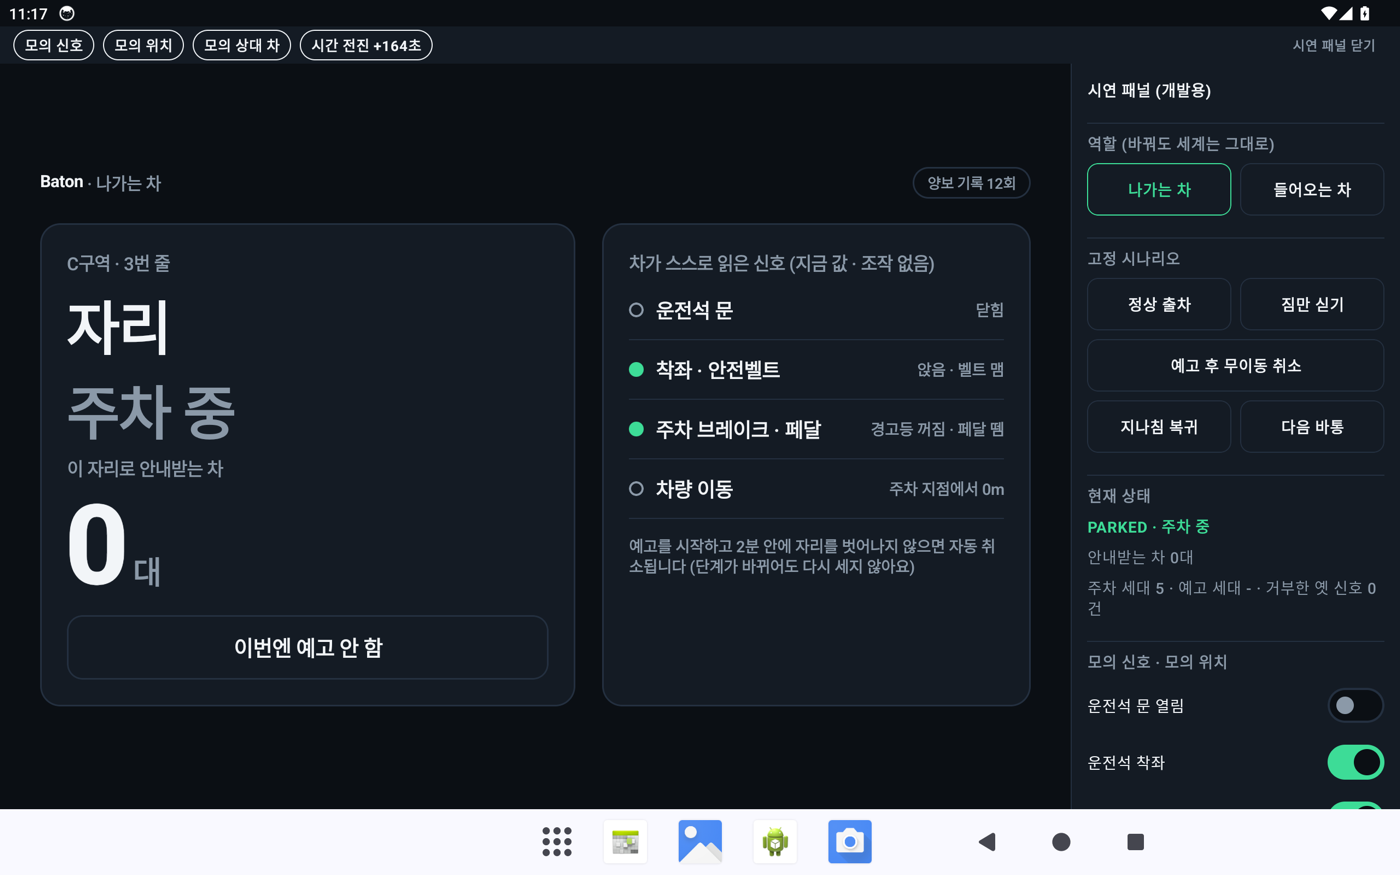 11:17
모의 신호
모의 위치
모의 상대 차
시간 전진 +164초
시연 패널 닫기
Baton · 나가는 차
양보 기록 12회
C구역 · 3번 줄
자리
주차 중
이 자리로 안내받는 차
0 대
이번엔 예고 안 함
차가 스스로 읽은 신호 (지금 값 · 조작 없음)
운전석 문 닫힘
착좌 · 안전벨트 앉음 · 벨트 맴
주차 브레이크 · 페달 경고등 꺼짐 · 페달 뗌
차량 이동 주차 지점에서 0m
예고를 시작하고 2분 안에 자리를 벗어나지 않으면 자동 취
소됩니다 (단계가 바뀌어도 다시 세지 않아요)
시연 패널 (개발용)
역할 (바꿔도 세계는 그대로)
나가는 차
들어오는 차
고정 시나리오
정상 출차
짐만 싣기
예고 후 무이동 취소
지나침 복귀
다음 바통
현재 상태
PARKED · 주차 중
안내받는 차 0대
주차 세대 5 · 예고 세대 - · 거부한 옛 신호 0
건
모의 신호 · 모의 위치
운전석 문 열림
운전석 착좌